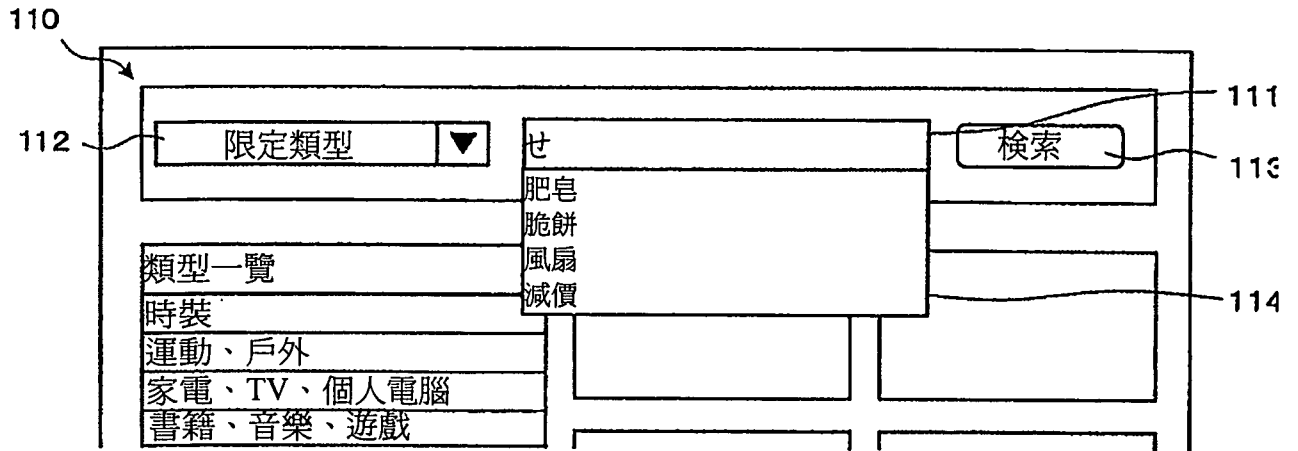 110
111
112
限定類型 ▼
せ
検索
113
肥皂
脆餅
風扇
減價
114
類型一覽
時裝
運動、戶外
家電、TV、個人電腦
書籍、音樂、遊戲